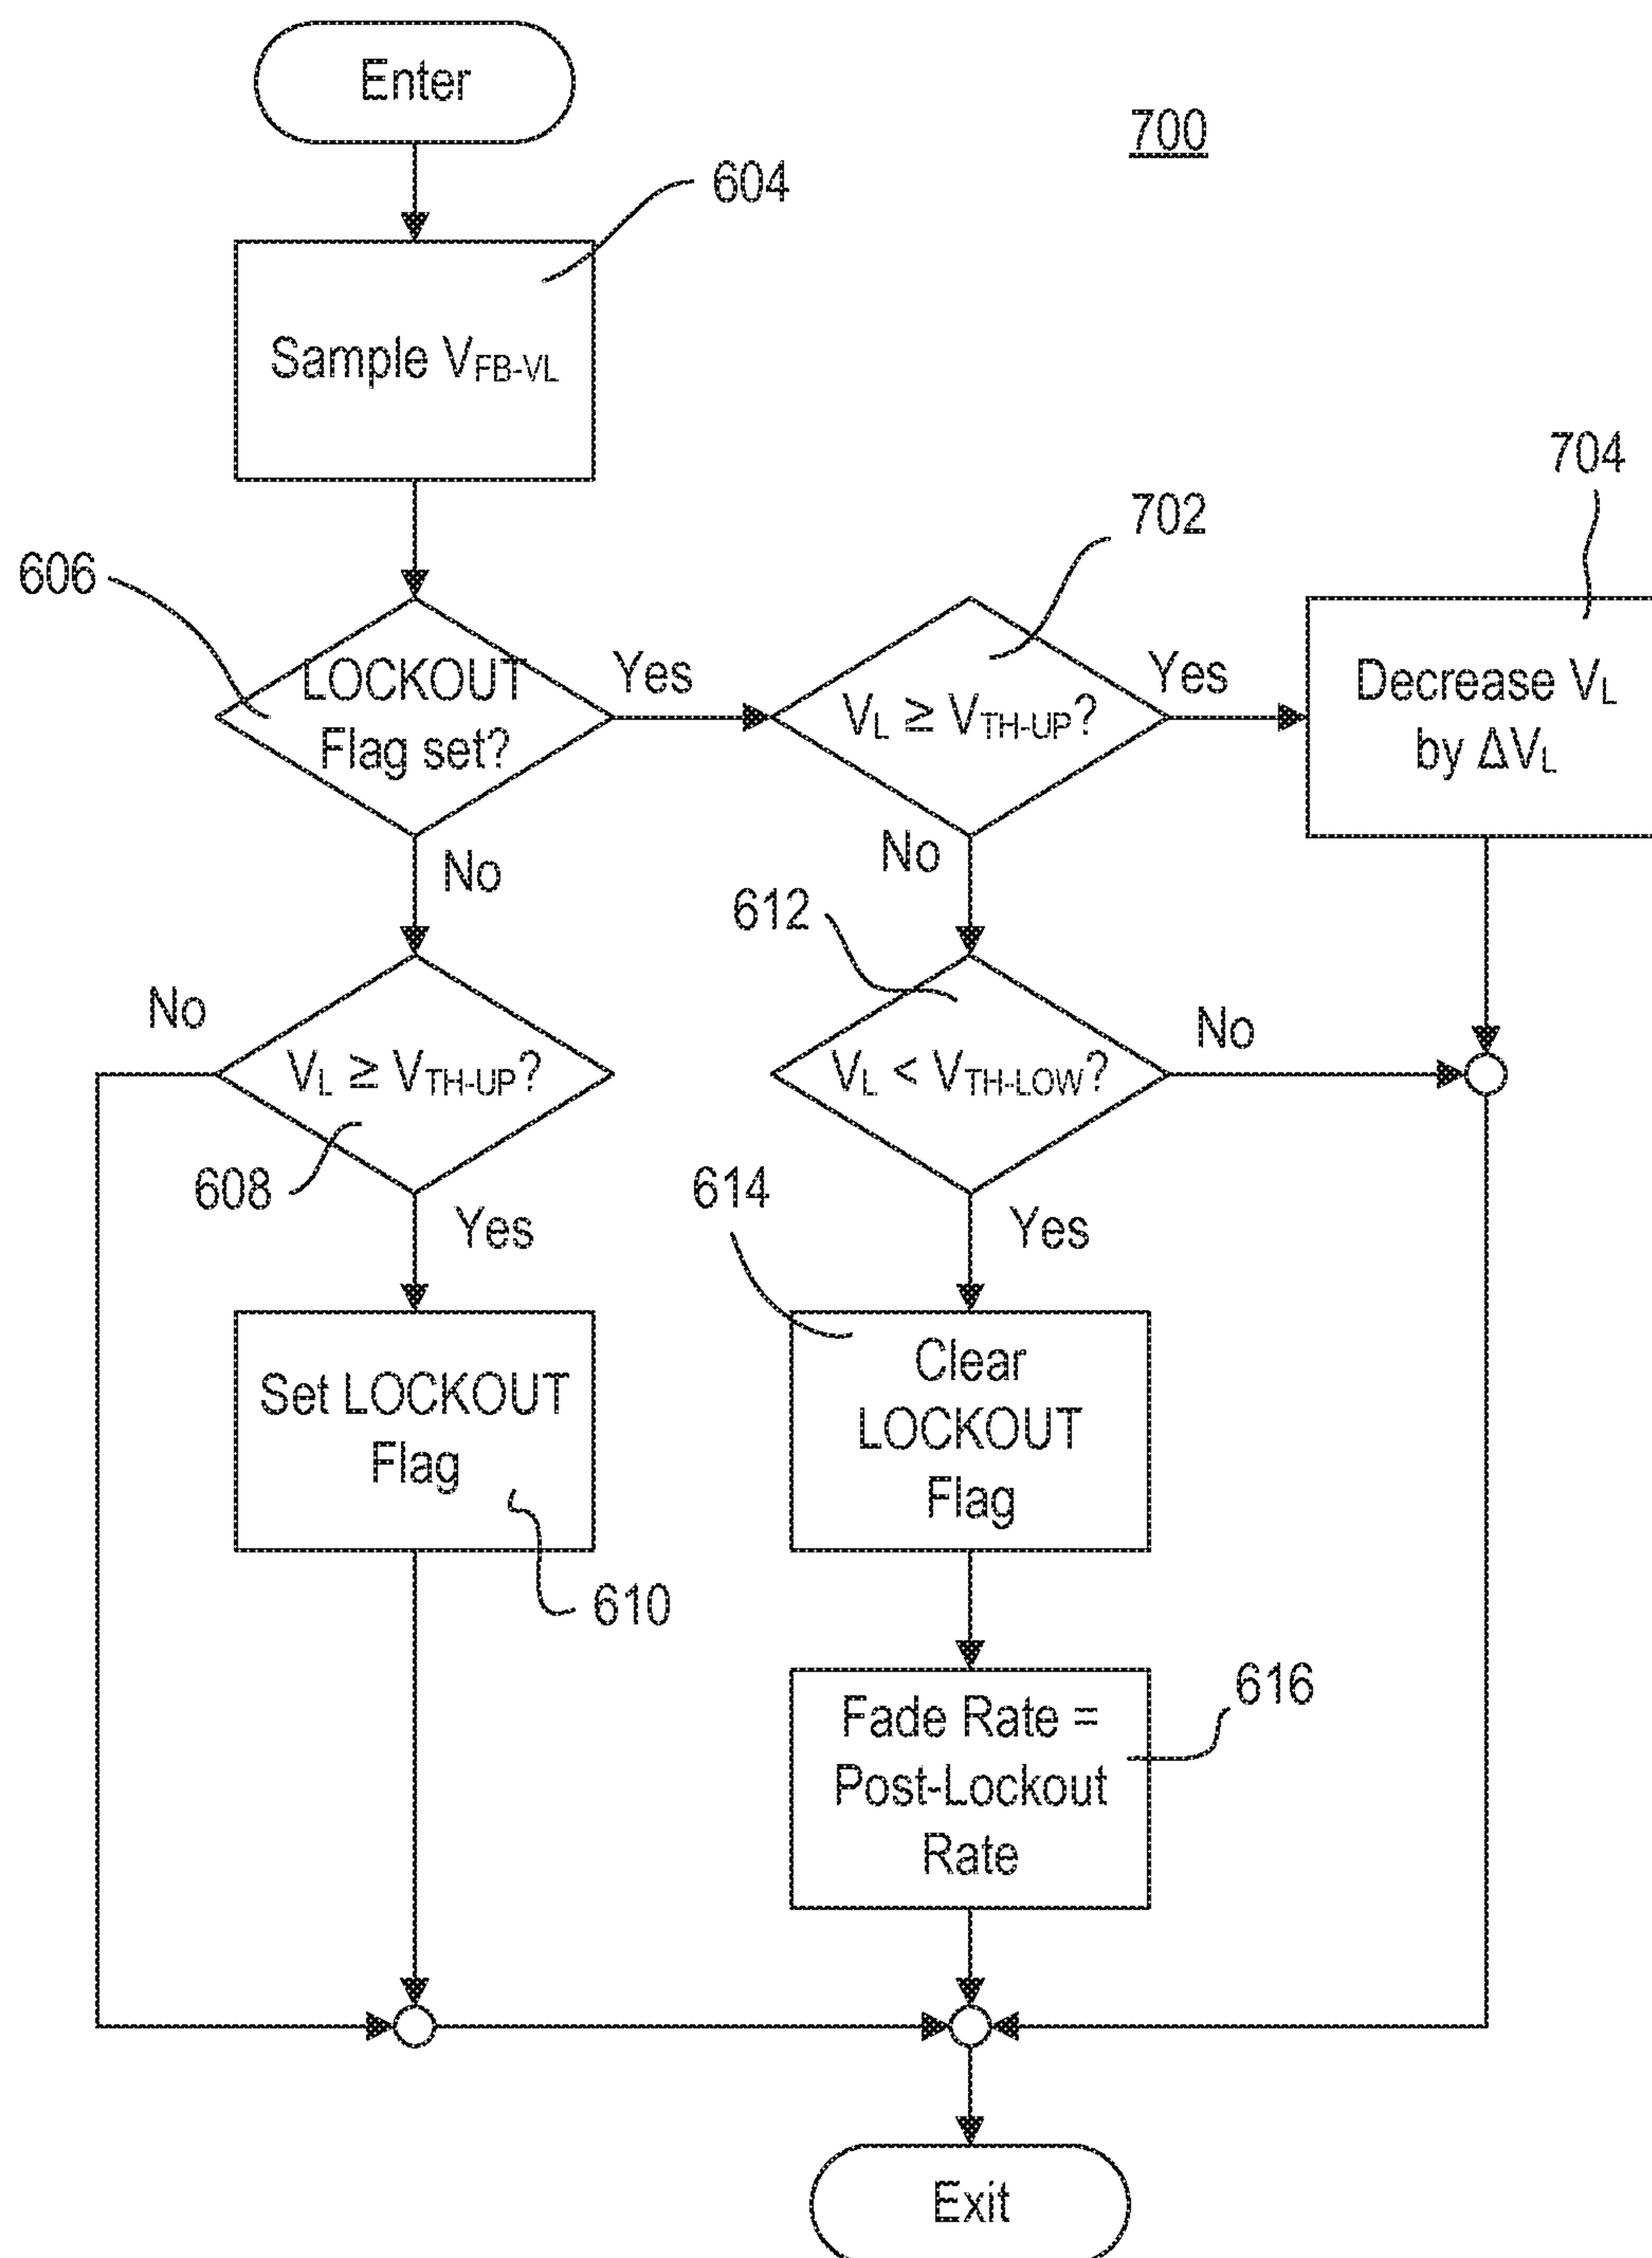 Enter
700
604
Sample VFB-VL
704
702
606
LOCKOUT
Flag set?
Yes
VL ≥ VTH-UP?
Yes
Decrease VL
by ΔVL
No
No
612
No
VL ≥ VTH-UP?
VL < VTH-LOW?
No
608
Yes
614
Yes
Set LOCKOUT
Flag
610
Clear
LOCKOUT
Flag
Fade Rate =
Post-Lockout
Rate
616
Exit